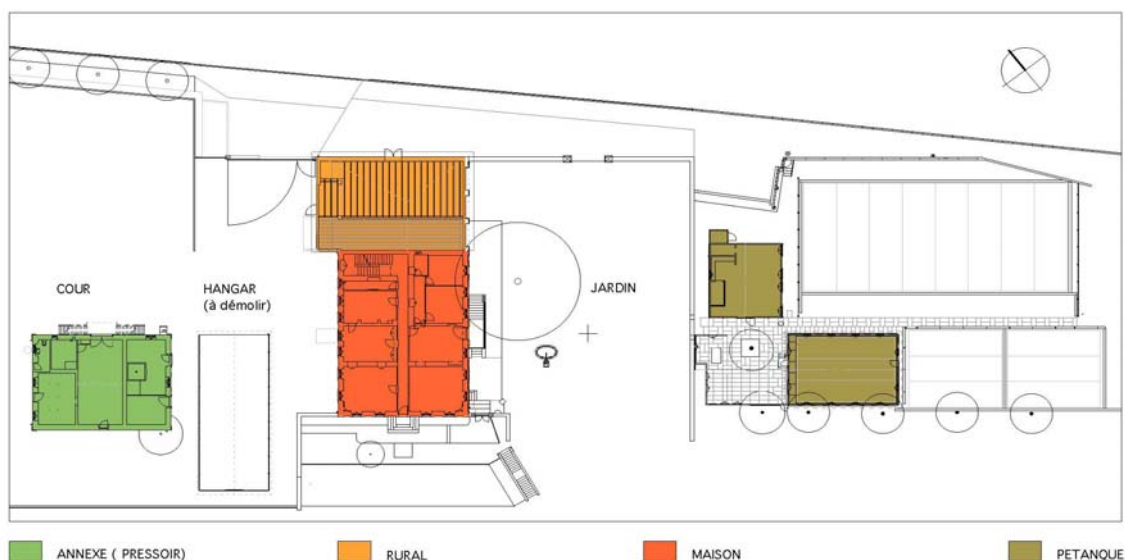 COUR
HANGAR
(à démolir)
JARDIN
ANNEXE ( PRESSOIR)
RURAL
MAISON
PETANQUE